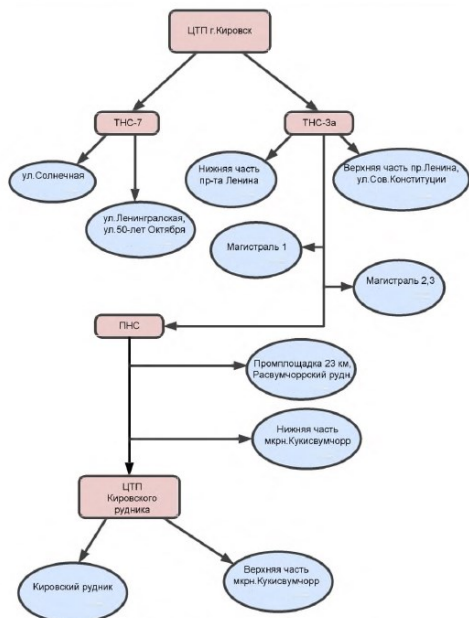 ЦТП г.Кировск
ТНС-7
ТНС-3а
ул.Солнечная
ул.Ленингралская,
ул.50-лет Октября
Нижняя часть
пр-та Ленина
Верхняя часть пр.Ленина,
ул.Сов.Конституции
Магистраль 1
Магистраль 2,3
ПНС
Промплощадка 23 км,
Расвумчоррский рудн.
Нижняя часть
мкрн.Кукисвумчорр
ЦТП
Кировского
рудника
Кировский рудник
Верхняя часть
мкрн.Кукисвумчорр